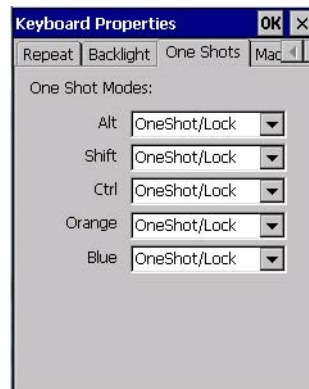 Keyboard Properties OK ×
Repeat Backlight One Shots Mac
One Shot Modes:
Alt OneShot/Lock
Shift OneShot/Lock
Ctrl OneShot/Lock
Orange OneShot/Lock
Blue OneShot/Lock